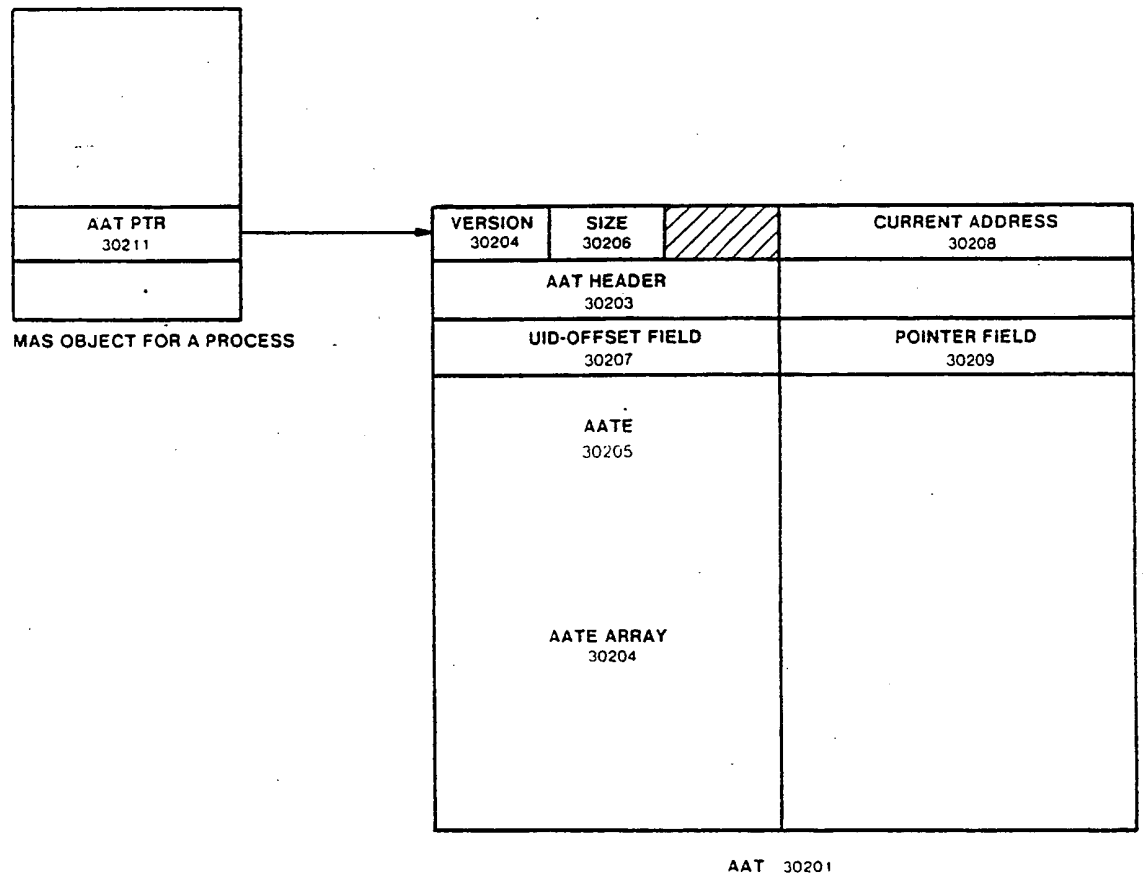 AAT PTR
30211
MAS OBJECT FOR A PROCESS
VERSION
30204
SIZE
30206
CURRENT ADDRESS
30208
AAT HEADER
30203
UID-OFFSET FIELD
30207
POINTER FIELD
30209
AATE
30205
AATE ARRAY
30204
AAT 30201